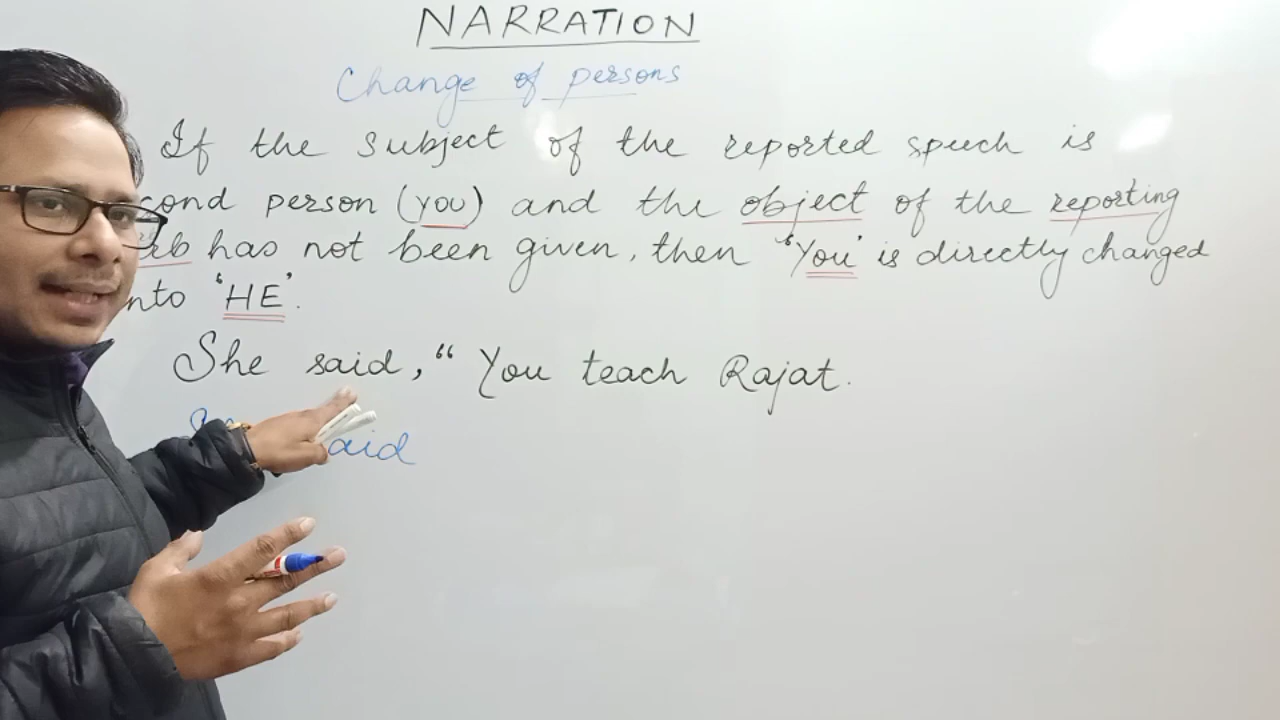 NARRATION
Change of persons
If the subject of the reported speech is
cond person (you) and the object of the reporting
has not been given, then "You' is directly changed
nto 'HE'.
She said, “ You teach Rajat.
aid